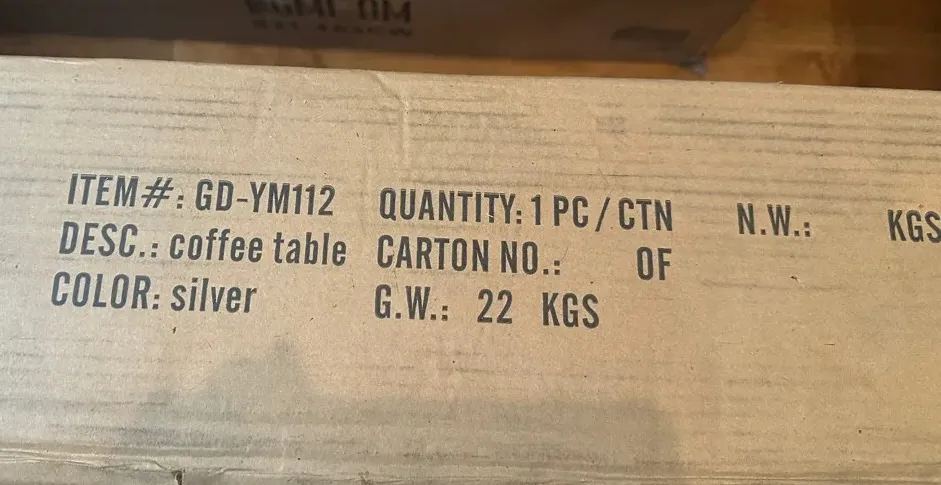 ITEM#: GD-YM112 QUANTITY: 1 PC / CTN N.W.: KGS
DESC.: coffee table CARTON NO.: OF
COLOR: silver G.W.: 22 KGS